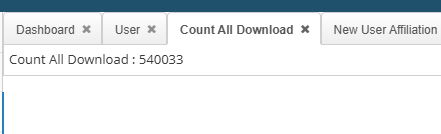 Dashboard ✖ User ✖ Count All Download ✖ New User Affiliation
Count All Download : 540033